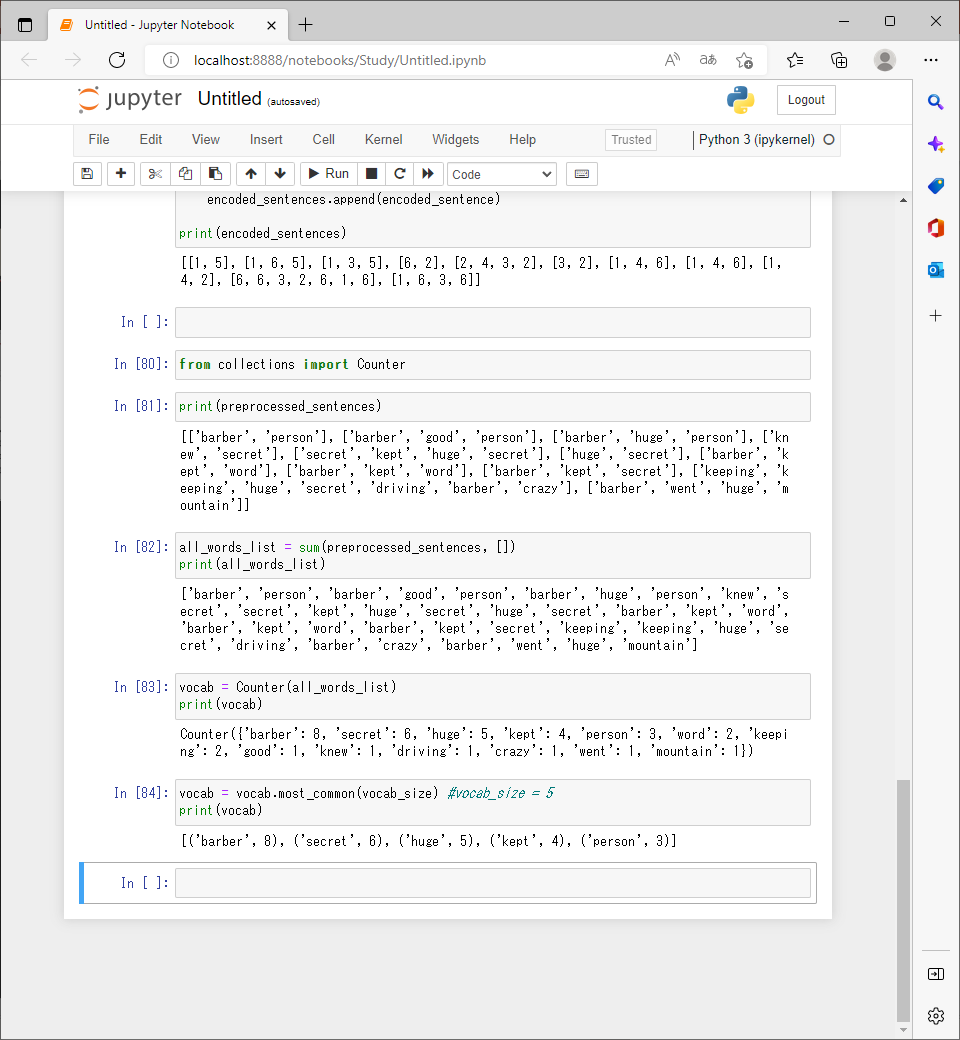 Untitled - Jupyter Notebook
localhost:8888/notebooks/Study/Untitled.ipynb
jupyter Untitled (autosaved)
Logout
File Edit View Insert Cell Kernel Widgets Help Trusted Python 3 (ipykernel)
Run Code
encoded_sentences.append(encoded_sentence)
print(encoded_sentences)
[[1, 5], [1, 6, 5], [1, 3, 5], [6, 2], [2, 4, 3, 2], [3, 2], [1, 4, 6], [1, 4, 6], [1,
4, 2], [6, 6, 3, 2, 6, 1, 6], [1, 6, 3, 6]]
In [ ]:
In [80]: from collections import Counter
In [81]: print(preprocessed_sentences)
[['barber', 'person'], ['barber', 'good', 'person'], ['barber', 'huge', 'person'], ['kn
ew', 'secret'], ['secret', 'kept', 'huge', 'secret'], ['huge', 'secret'], ['barber', 'k
ept', 'word'], ['barber', 'kept', 'word'], ['barber', 'kept', 'secret'], ['keeping', 'k
eeping', 'huge', 'secret', 'driving', 'barber', 'crazy'], ['barber', 'went', 'huge', 'm
ountain']]
In [82]: all_words_list = sum(preprocessed_sentences, [])
print(all_words_list)
['barber', 'person', 'barber', 'good', 'person', 'barber', 'huge', 'person', 'knew', 's
ecret', 'secret', 'kept', 'huge', 'secret', 'huge', 'secret', 'barber', 'kept', 'word',
'barber', 'kept', 'word', 'barber', 'kept', 'secret', 'keeping', 'keeping', 'huge', 'se
cret', 'driving', 'barber', 'crazy', 'barber', 'went', 'huge', 'mountain']
In [83]: vocab = Counter(all_words_list)
print(vocab)
Counter({'barber': 8, 'secret': 6, 'huge': 5, 'kept': 4, 'person': 3, 'word': 2, 'keepi
ng': 2, 'good': 1, 'knew': 1, 'driving': 1, 'crazy': 1, 'went': 1, 'mountain': 1})
In [84]: vocab = vocab.most_common(vocab_size) #vocab_size = 5
print(vocab)
[('barber', 8), ('secret', 6), ('huge', 5), ('kept', 4), ('person', 3)]
In [ ]: